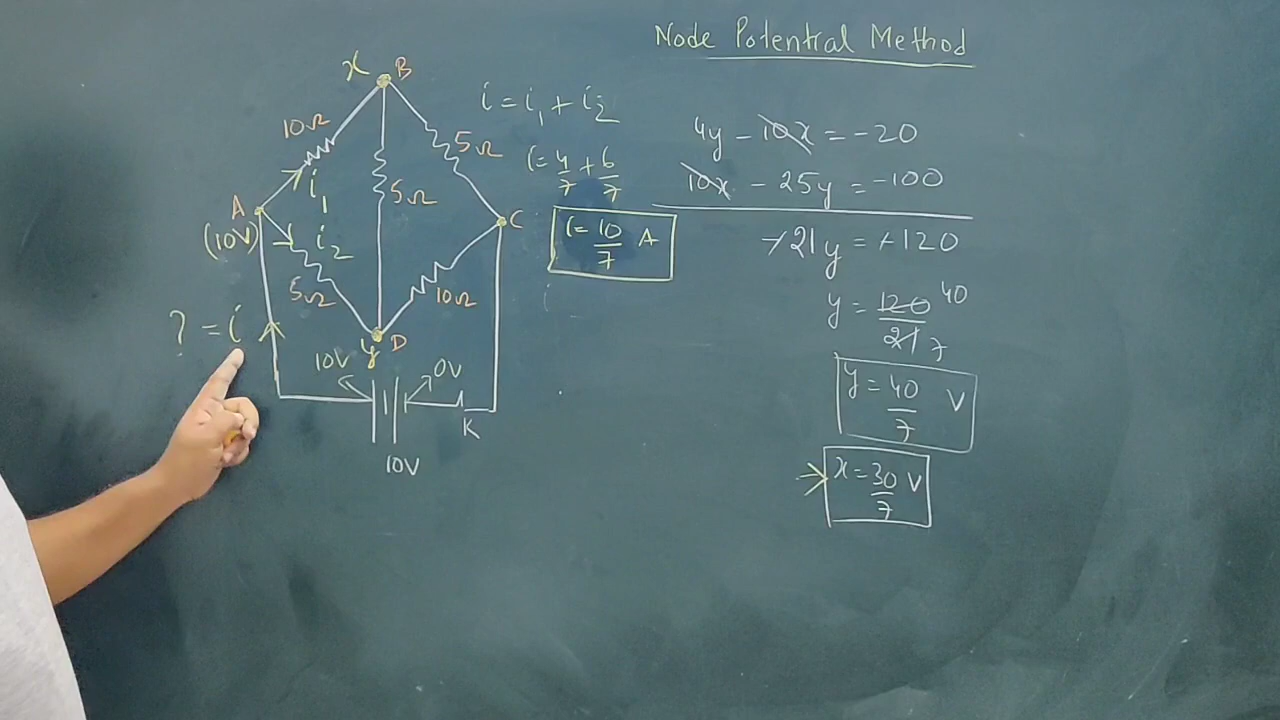 Node Potential Method
x B
10Ω
5Ω
i₁
5Ω
A
(10V)
i₂
C
5Ω
10Ω
? = i
y D
10V
0V
K
10V
i = i₁ + i₂
i = 4/7 + 6/7
i = 10/7 A
4y - 10x = -20
10x - 25y = -100
-21y = -120
y = 120/21 40/7
y = 40/7 V
x = 30/7 V